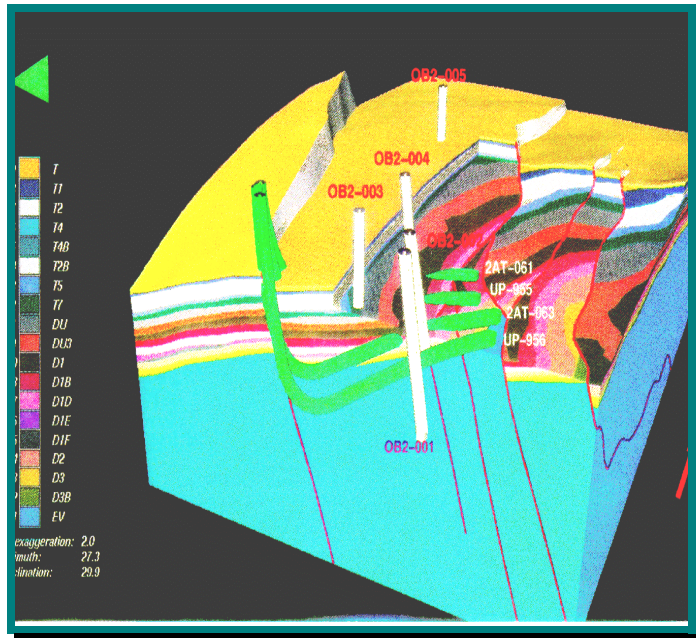 OB2-005
OB2-004
OB2-003
2AT-061
UP-955
2AT-063
UP-956
OB2-001
T
T1
T2
T4
T4B
T2B
T5
T7
DU
DU3
D1
D1B
D1D
D1E
D1F
D2
D3
D3B
EV
exaggeration: 2.0
imuth: 27.3
clination: 29.9